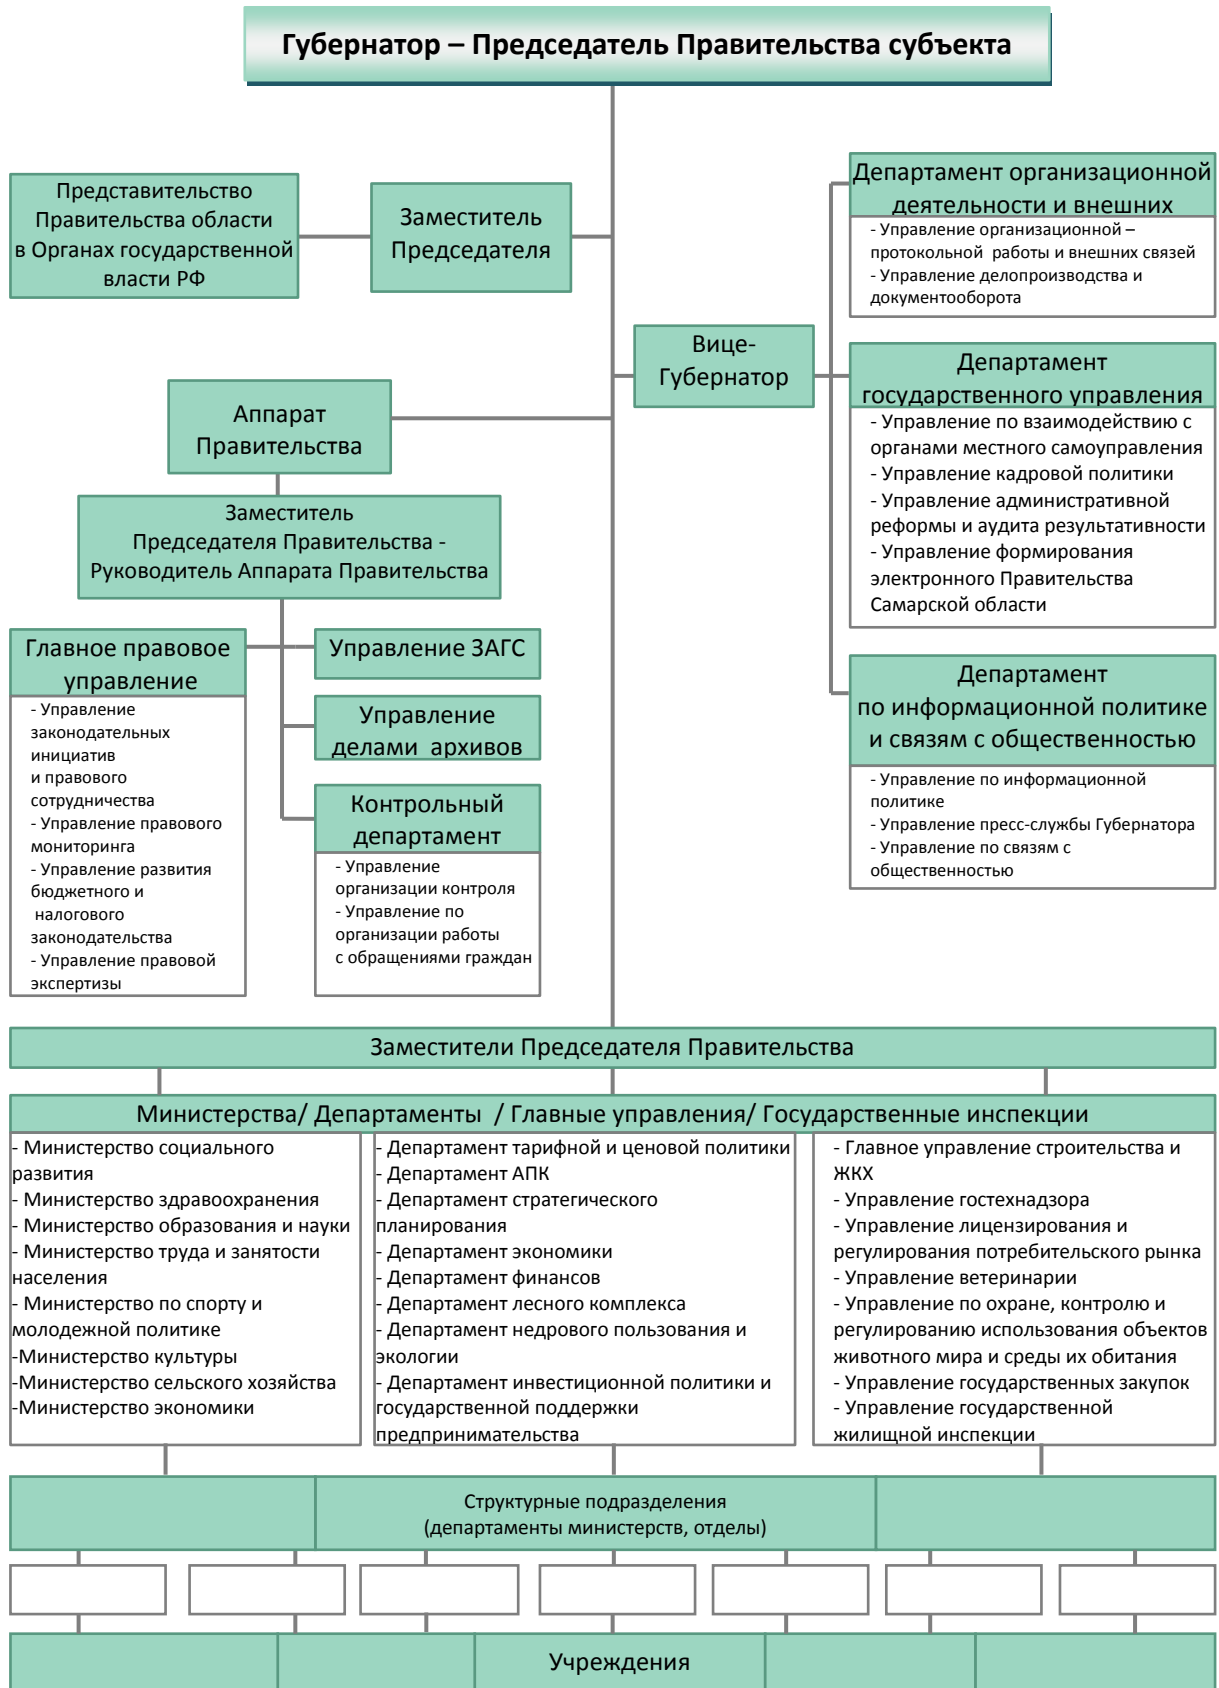 Губернатор – Председатель Правительства субъекта
Представительство
Правительства области
в Органах государственной
власти РФ
Заместитель
Председателя
Департамент организационной
деятельности и внешних
- Управление организационной –
протокольной работы и внешних связей
- Управление делопроизводства и
документооборота
Вице-
Губернатор
Департамент
государственного управления
- Управление по взаимодействию с
органами местного самоуправления
- Управление кадровой политики
- Управление административной
реформы и аудита результативности
- Управление формирования
электронного Правительства
Самарской области
Аппарат
Правительства
Заместитель
Председателя Правительства -
Руководитель Аппарата Правительства
Главное правовое
управление
- Управление
законодательных
инициатив
и правового
сотрудничества
- Управление правового
мониторинга
- Управление развития
бюджетного и
налогового
законодательства
- Управление правовой
экспертизы
Управление ЗАГС
Управление
делами архивов
Контрольный
департамент
- Управление
организации контроля
- Управление по
организации работы
с обращениями граждан
Департамент
по информационной политике
и связям с общественностью
- Управление по информационной
политике
- Управление пресс-службы Губернатора
- Управление по связям с
общественностью
Заместители Председателя Правительства
Министерства/ Департаменты / Главные управления/ Государственные инспекции
- Министерство социального
развития
- Министерство здравоохранения
- Министерство образования и науки
- Министерство труда и занятости
населения
- Министерство по спорту и
молодежной политике
-Министерство культуры
-Министерство сельского хозяйства
-Министерство экономики
- Департамент тарифной и ценовой политики
- Департамент АПК
- Департамент стратегического
планирования
- Департамент экономики
- Департамент финансов
- Департамент лесного комплекса
- Департамент недрового пользования и
экологии
- Департамент инвестиционной политики и
государственной поддержки
предпринимательства
- Главное управление строительства и
ЖКХ
- Управление гостехнадзора
- Управление лицензирования и
регулирования потребительского рынка
- Управление ветеринарии
- Управление по охране, контролю и
регулированию использования объектов
животного мира и среды их обитания
- Управление государственных закупок
- Управление государственной
жилищной инспекции
Структурные подразделения
(департаменты министерств, отделы)
Учреждения